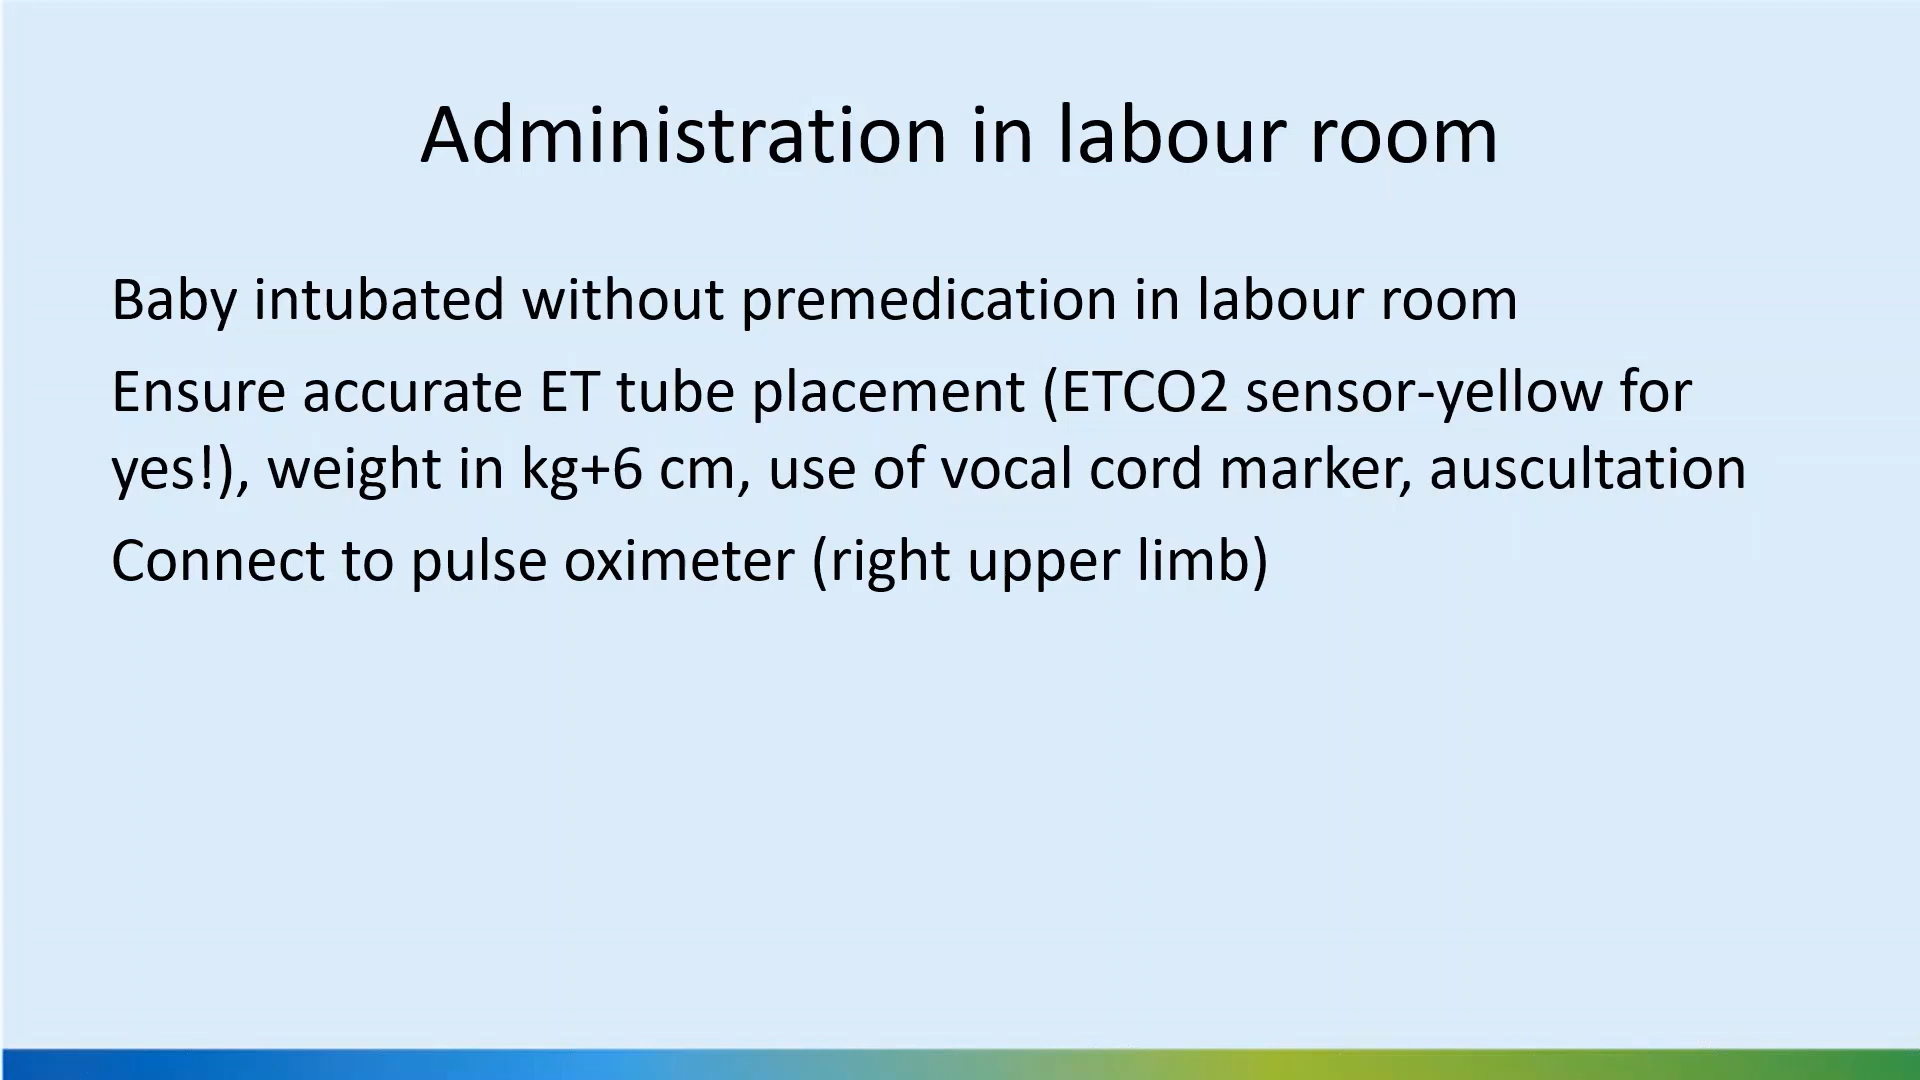 Administration in labour room
Baby intubated without premedication in labour room
Ensure accurate ET tube placement (ETCO2 sensor-yellow for
yes!), weight in kg+6 cm, use of vocal cord marker, auscultation
Connect to pulse oximeter (right upper limb)